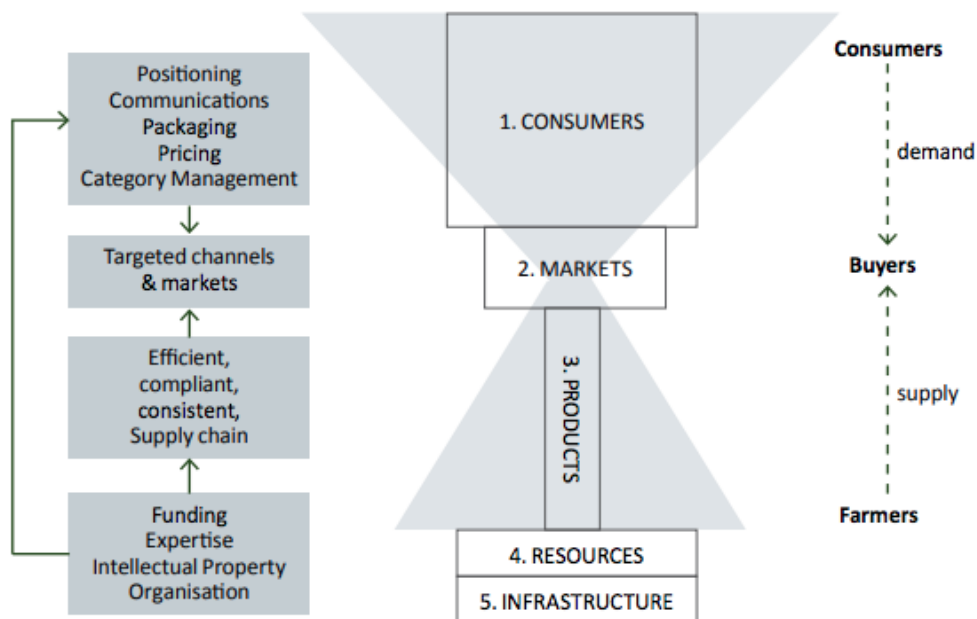 Positioning
Communications
Packaging
Pricing
Category Management
Targeted channels
& markets
Efficient,
compliant,
consistent,
Supply chain
Funding
Expertise
Intellectual Property
Organisation
1. CONSUMERS
2. MARKETS
3. PRODUCTS
4. RESOURCES
5. INFRASTRUCTURE
Consumers
demand
Buyers
supply
Farmers